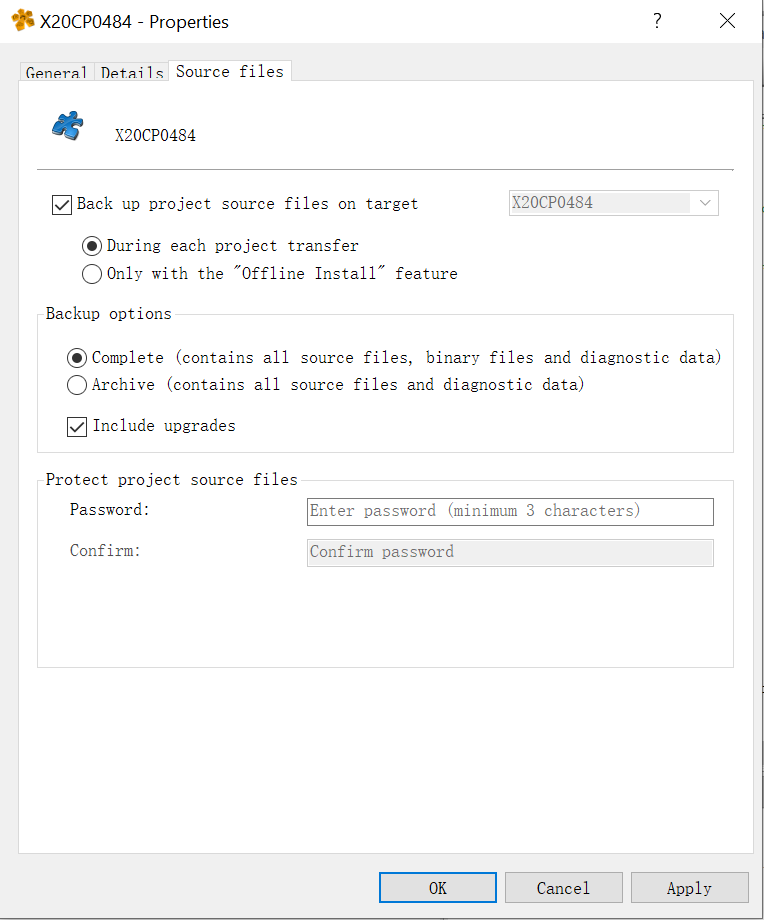 X20CP0484 - Properties
?
General Details Source files
X20CP0484
Back up project source files on target X20CP0484
During each project transfer
Only with the "Offline Install" feature
Backup options
Complete (contains all source files, binary files and diagnostic data)
Archive (contains all source files and diagnostic data)
Include upgrades
Protect project source files
Password: Enter password (minimum 3 characters)
Confirm: Confirm password
OK Cancel Apply